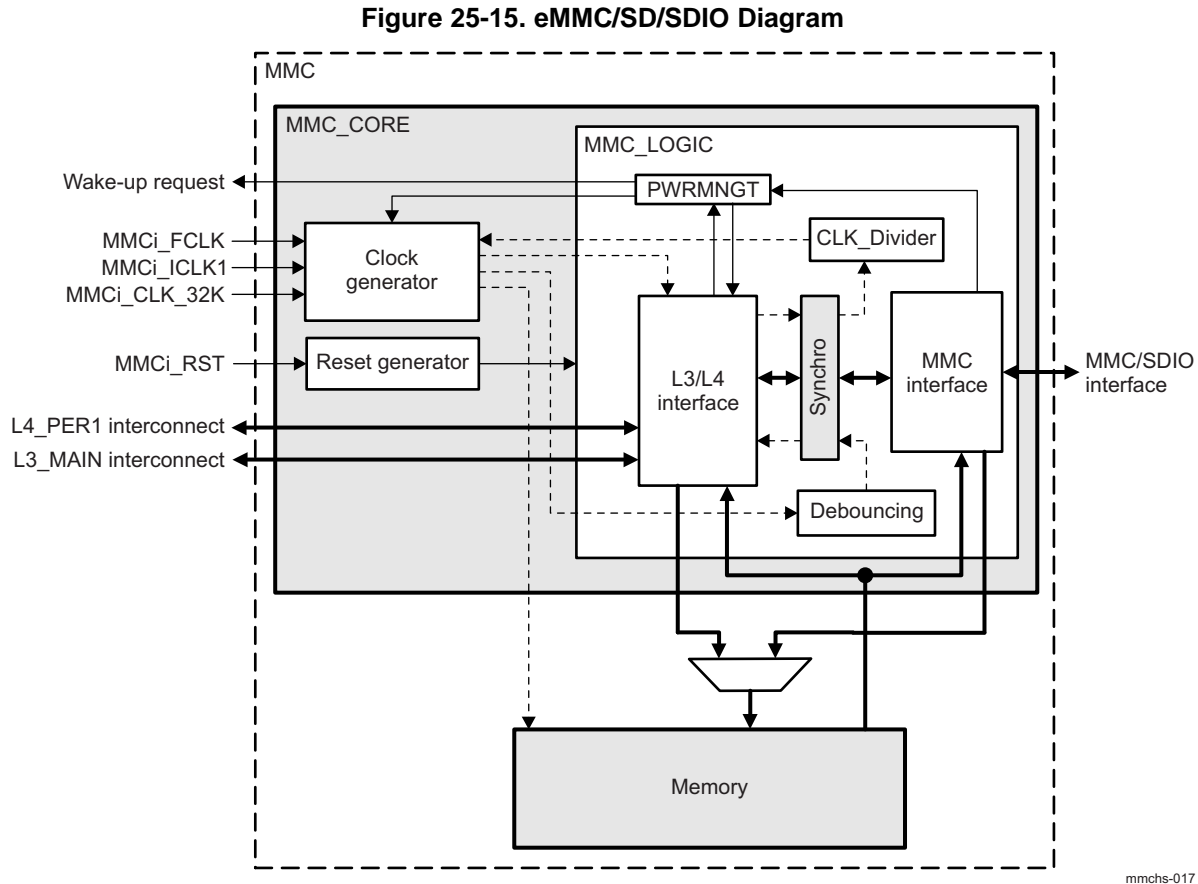 Figure 25-15. eMMC/SD/SDIO Diagram
MMC
MMC_CORE
MMC_LOGIC
Wake-up request
PWRMNGT
MMCi_FCLK
MMCi_ICLK1
MMCi_CLK_32K
Clock
generator
CLK_Divider
MMCi_RST
Reset generator
L3/L4
interface
Synchro
MMC
interface
MMC/SDIO
interface
L4_PER1 interconnect
L3_MAIN interconnect
Debouncing
Memory
mmchs-017